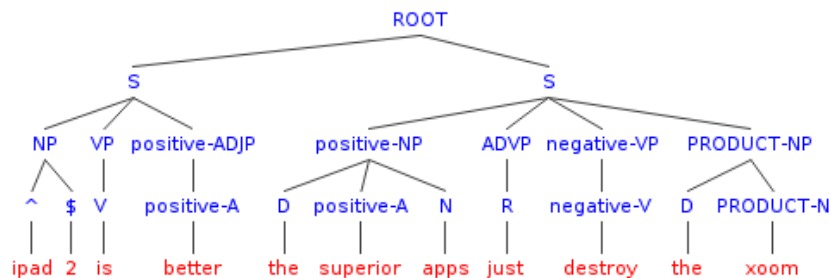 ROOT
S S
NP VP positive-ADJP positive-NP ADVP negative-VP PRODUCT-NP
^ $ V positive-A D positive-A N R negative-V D PRODUCT-N
ipad 2 is better the superior apps just destroy the xoom